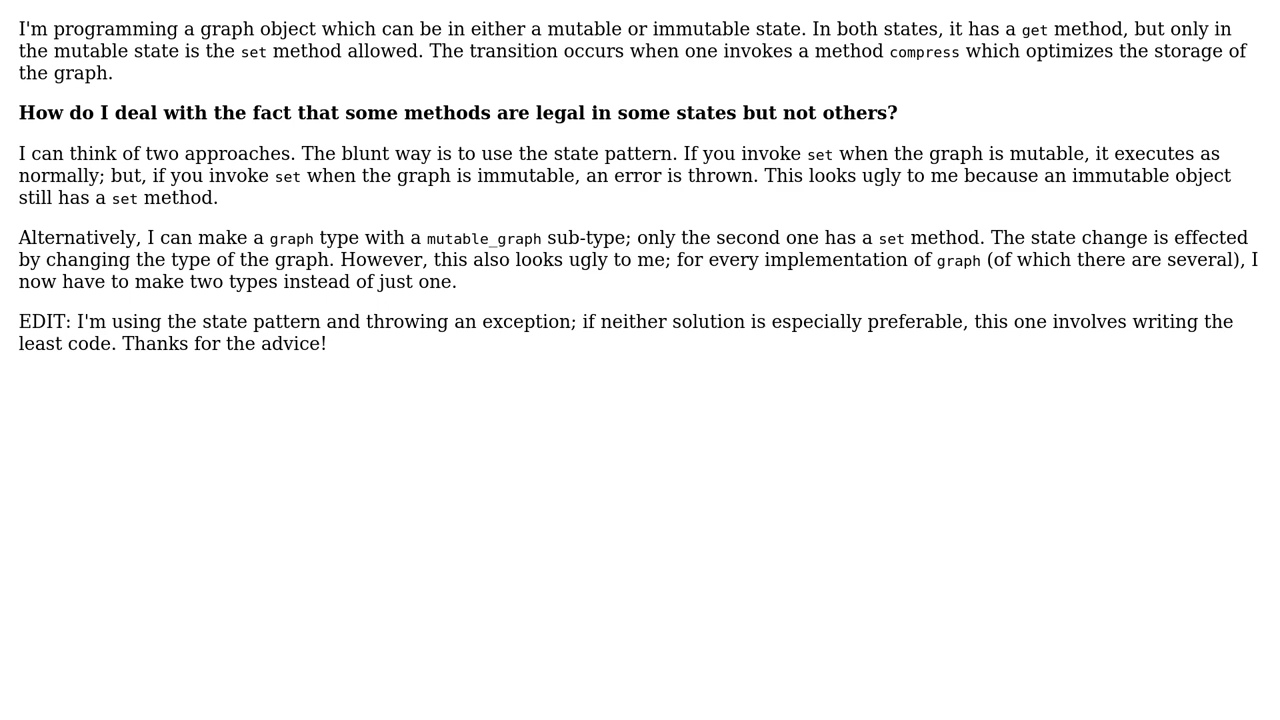 I'm programming a graph object which can be in either a mutable or immutable state. In both states, it has a get method, but only in
the mutable state is the set method allowed. The transition occurs when one invokes a method compress which optimizes the storage of
the graph.
How do I deal with the fact that some methods are legal in some states but not others?
I can think of two approaches. The blunt way is to use the state pattern. If you invoke set when the graph is mutable, it executes as
normally; but, if you invoke set when the graph is immutable, an error is thrown. This looks ugly to me because an immutable object
still has a set method.
Alternatively, I can make a graph type with a mutable_graph sub-type; only the second one has a set method. The state change is effected
by changing the type of the graph. However, this also looks ugly to me; for every implementation of graph (of which there are several), I
now have to make two types instead of just one.
EDIT: I'm using the state pattern and throwing an exception; if neither solution is especially preferable, this one involves writing the
least code. Thanks for the advice!